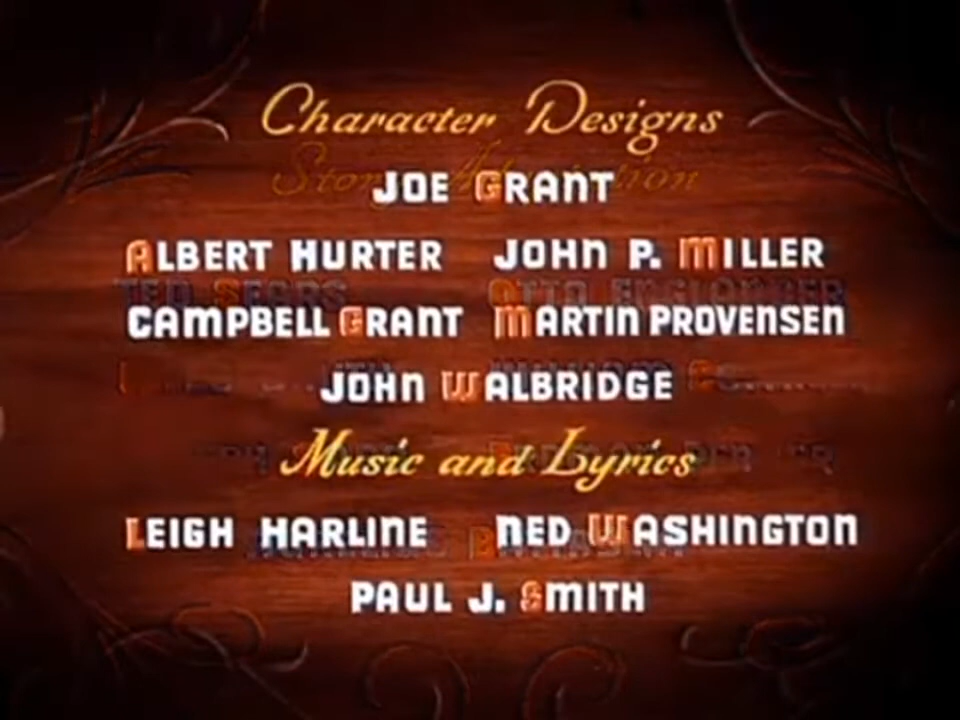 Character Designs
JOE GRANT
ALBERT HURTER JOHN P. MILLER
CAMPBELL GRANT MARTIN PROVENSEN
JOHN WALBRIDGE
Music and Lyrics
LEIGH HARLINE NED WASHINGTON
PAUL J. SMITH